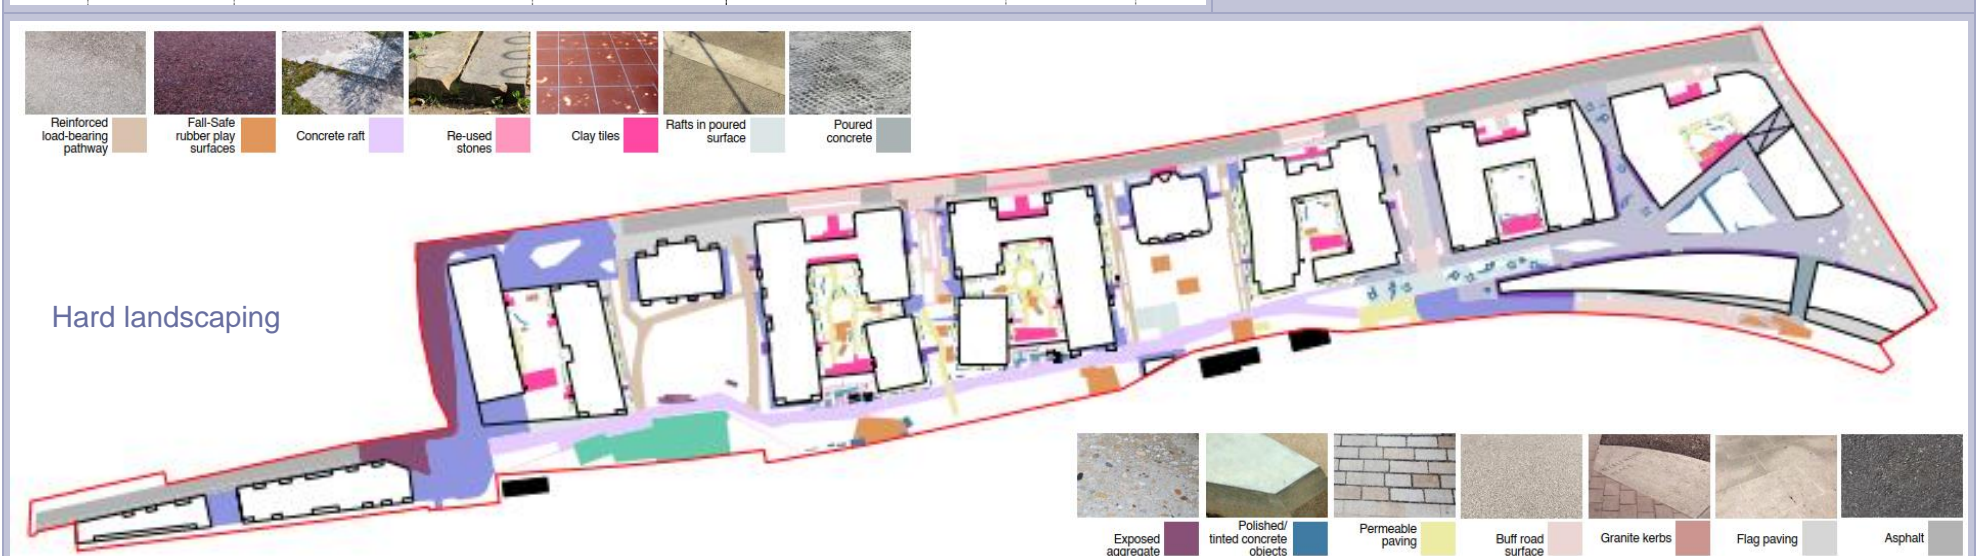 Reinforced
load-bearing
pathway
Fall-Safe
rubber play
surfaces
Concrete raft
Re-used
stones
Clay tiles
Rafts in poured
surface
Poured
concrete
Hard landscaping
Exposed
aggregate
Polished/
tinted concrete
objects
Permeable
paving
Buff road
surface
Granite kerbs
Flag paving
Asphalt